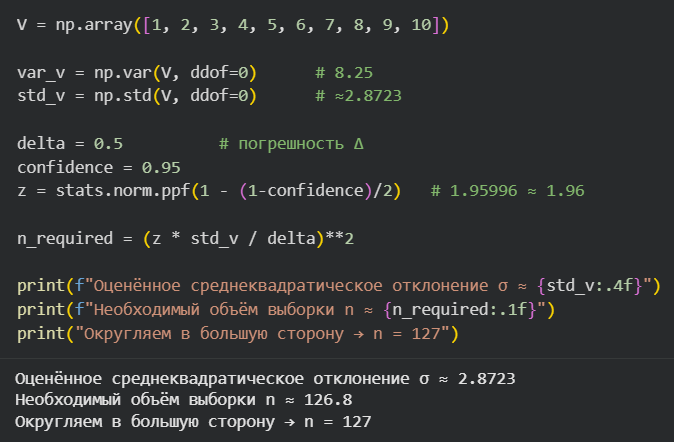 V = np.array([1, 2, 3, 4, 5, 6, 7, 8, 9, 10])
var_v = np.var(V, ddof=0)      # 8.25
std_v = np.std(V, ddof=0)      # ≈2.8723
delta = 0.5          # погрешность Δ
confidence = 0.95
z = stats.norm.ppf(1 - (1-confidence)/2)   # 1.95996 ≈ 1.96
n_required = (z * std_v / delta)**2
print(f"Оценённое среднеквадратическое отклонение σ ≈ {std_v:.4f}")
print(f"Необходимый объём выборки n ≈ {n_required:.1f}")
print("Округляем в большую сторону → n = 127")
Оценённое среднеквадратическое отклонение σ ≈ 2.8723
Необходимый объём выборки n ≈ 126.8
Округляем в большую сторону → n = 127